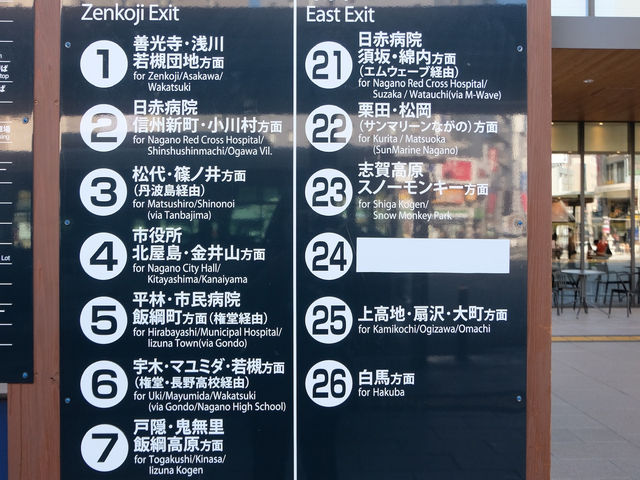 Zenkoji Exit
1
善光寺・浅川
若槻団地方面
for Zenkoji/Asakawa/
Wakatsuki
2
日赤病院
信州新町・小川村方面
for Nagano Red Cross Hospital/
Shinshushinmachi/Ogawa Vil.
3
松代・篠ノ井方面
(丹波島経由)
for Matsushiro/Shinonoi
(via Tanbajima)
4
市役所
北屋島・金井山方面
for Nagano City Hall/
Kitayashima/Kanaiyama
5
平林・市民病院
飯綱町方面(権堂経由)
for Hirabayashi/Municipal Hospital/
Iizuna Town(via Gondo)
6
宇木・マユミダ・若槻方面
(権堂・長野高校経由)
for Uki/Mayumida/Wakatsuki
(via Gondo/Nagano High School)
7
戸隠・鬼無里
飯綱高原方面
for Togakushi/Kinasa/
Iizuna Kogen
East Exit
21
日赤病院
須坂・綿内方面
(エムウェーブ経由)
for Nagano Red Cross Hospital/
Suzaka / Watauchi(via M-Wave)
22
栗田・松岡
(サンマリーンながの)方面
for Kurita / Matsuoka
(SunMarine Nagano)
23
志賀高原
スノーモンキー方面
for Shiga Kogen/
Snow Monkey Park
24
25
上高地・扇沢・大町方面
for Kamikochi/Ogizawa/Omachi
26
白馬方面
for Hakuba